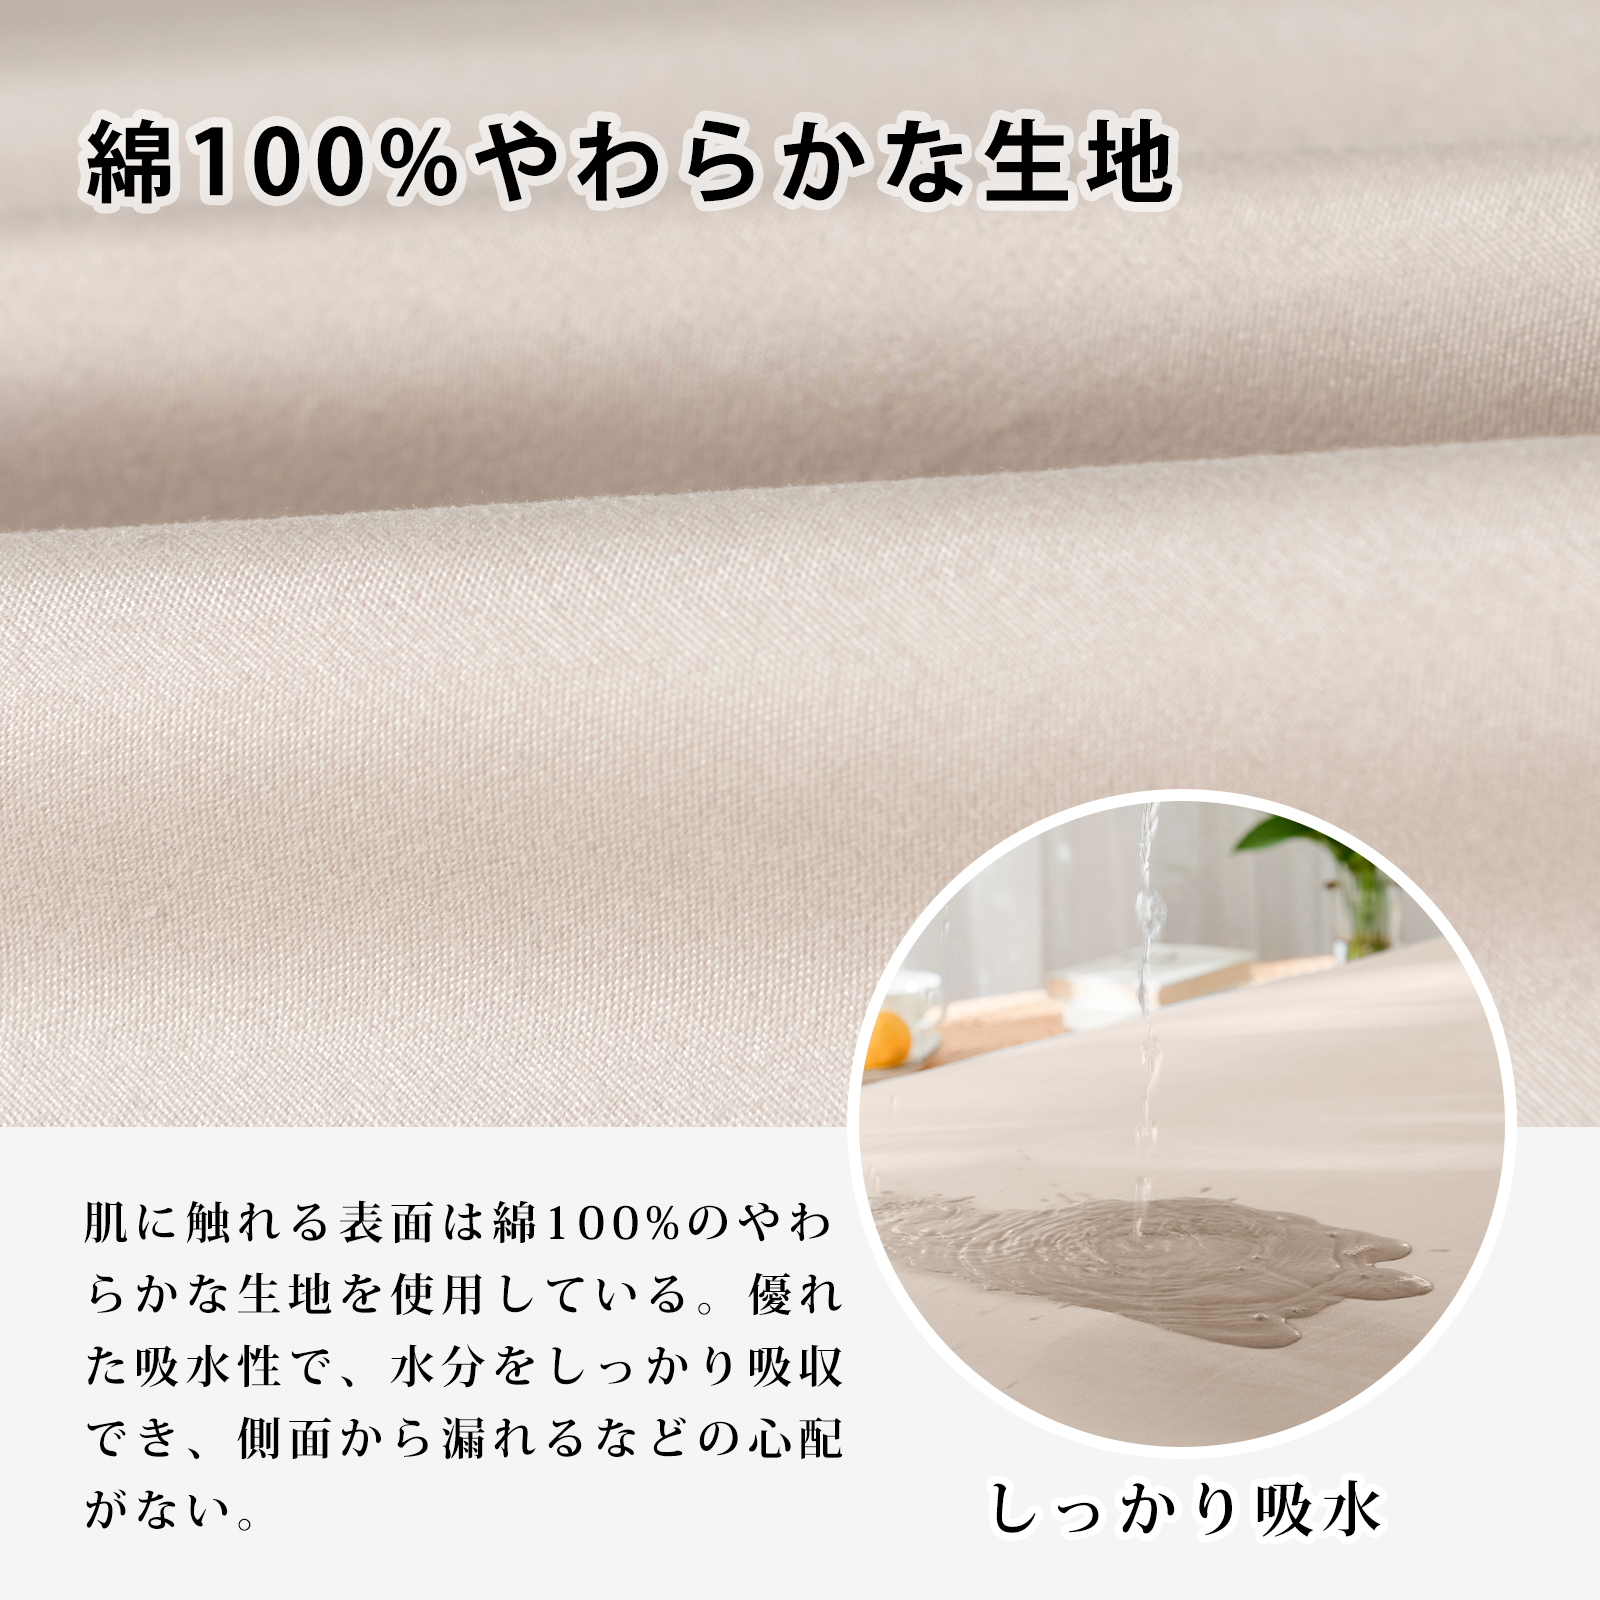 綿100%やわらかな生地
肌に触れる表面は綿100%のやわ
らかな生地を使用している。優れ
た吸水性で、水分をしっかり吸収
でき、側面から漏れるなどの心配
がない。
しっかり吸水